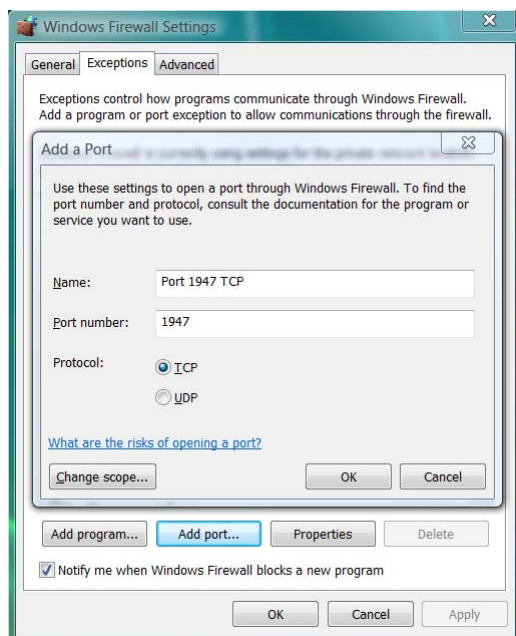 Windows Firewall Settings
General Exceptions Advanced
Exceptions control how programs communicate through Windows Firewall.
Add a program or port exception to allow communications through the firewall.
Add a Port
Use these settings to open a port through Windows Firewall. To find the
port number and protocol, consult the documentation for the program or
service you want to use.
Name: Port 1947 TCP
Port number: 1947
Protocol: TCP
UDP
What are the risks of opening a port?
Change scope... OK Cancel
Add program... Add port... Properties Delete
Notify me when Windows Firewall blocks a new program
OK Cancel Apply